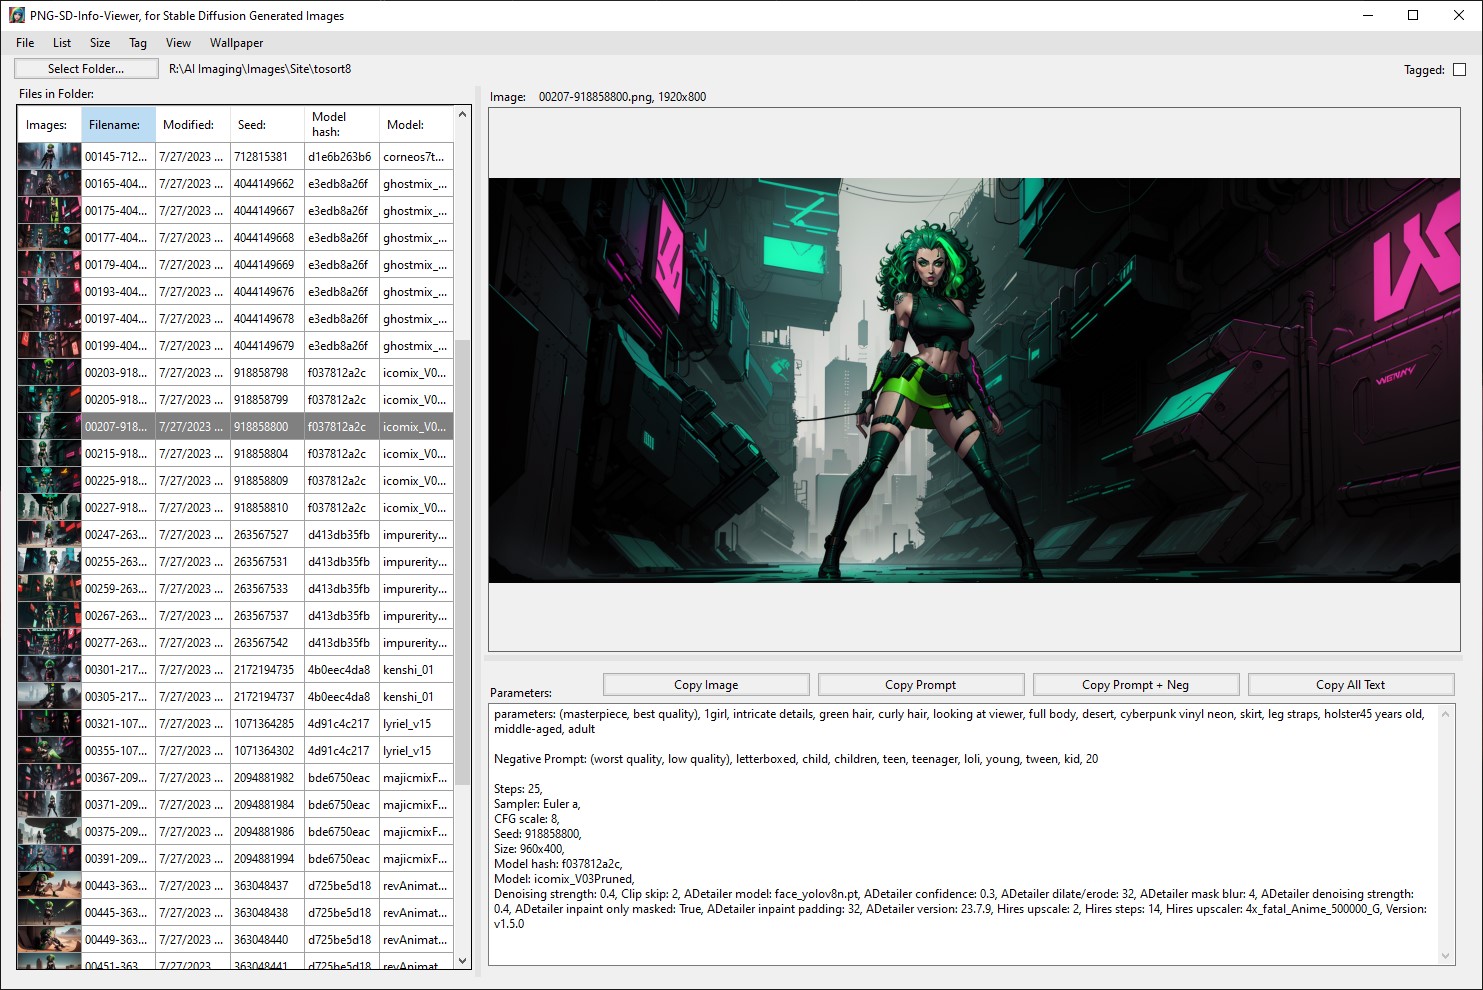 PNG-SD-Info-Viewer, for Stable Diffusion Generated Images
File List Size Tag View Wallpaper
Select Folder... R:\AI Imaging\Images\Site\tosort8
Tagged:
Files in Folder:
Images: Filename: Modified: Seed: Model hash: Model:
00145-712... 7/27/2023 ... 712815381 d1e6b263b6 corneos7t...
00165-404... 7/27/2023 ... 4044149662 e3edb8a26f ghostmix_...
00175-404... 7/27/2023 ... 4044149667 e3edb8a26f ghostmix_...
00177-404... 7/27/2023 ... 4044149668 e3edb8a26f ghostmix_...
00179-404... 7/27/2023 ... 4044149669 e3edb8a26f ghostmix_...
00193-404... 7/27/2023 ... 4044149676 e3edb8a26f ghostmix_...
00197-404... 7/27/2023 ... 4044149678 e3edb8a26f ghostmix_...
00199-404... 7/27/2023 ... 4044149679 e3edb8a26f ghostmix_...
00203-918... 7/27/2023 ... 918858798 f037812a2c icomix_V0...
00205-918... 7/27/2023 ... 918858799 f037812a2c icomix_V0...
00207-918... 7/27/2023 ... 918858800 f037812a2c icomix_V0...
00215-918... 7/27/2023 ... 918858804 f037812a2c icomix_V0...
00225-918... 7/27/2023 ... 918858809 f037812a2c icomix_V0...
00227-918... 7/27/2023 ... 918858810 f037812a2c icomix_V0...
00247-263... 7/27/2023 ... 263567527 d413db35fb impurerity...
00255-263... 7/27/2023 ... 263567531 d413db35fb impurerity...
00259-263... 7/27/2023 ... 263567533 d413db35fb impurerity...
00267-263... 7/27/2023 ... 263567537 d413db35fb impurerity...
00277-263... 7/27/2023 ... 263567542 d413db35fb impurerity...
00301-217... 7/27/2023 ... 2172194735 4b0eec4da8 kenshi_01
00305-217... 7/27/2023 ... 2172194737 4b0eec4da8 kenshi_01
00321-107... 7/27/2023 ... 1071364285 4d91c4c217 lyriel_v15
00355-107... 7/27/2023 ... 1071364302 4d91c4c217 lyriel_v15
00367-209... 7/27/2023 ... 2094881982 bde6750eac majicmixF...
00371-209... 7/27/2023 ... 2094881984 bde6750eac majicmixF...
00375-209... 7/27/2023 ... 2094881986 bde6750eac majicmixF...
00391-209... 7/27/2023 ... 2094881994 bde6750eac majicmixF...
00443-363... 7/27/2023 ... 363048437 d725be5d18 revAnimat...
00445-363... 7/27/2023 ... 363048438 d725be5d18 revAnimat...
00449-363... 7/27/2023 ... 363048440 d725be5d18 revAnimat...
00451-363... 7/27/2023 ... 363048441 d725be5d18 revAnimat...
Image: 00207-918858800.png, 1920x800
Parameters: Copy Image Copy Prompt Copy Prompt + Neg Copy All Text
parameters: (masterpiece, best quality), 1girl, intricate details, green hair, curly hair, looking at viewer, full body, desert, cyberpunk vinyl neon, skirt, leg straps, holster45 years old,
middle-aged, adult
Negative Prompt: (worst quality, low quality), letterboxed, child, children, teen, teenager, loli, young, tween, kid, 20
Steps: 25,
Sampler: Euler a,
CFG scale: 8,
Seed: 918858800,
Size: 960x400,
Model hash: f037812a2c,
Model: icomix_V03Pruned,
Denoising strength: 0.4, Clip skip: 2, ADetailer model: face_yolov8n.pt, ADetailer confidence: 0.3, ADetailer dilate/erode: 32, ADetailer mask blur: 4, ADetailer denoising strength:
0.4, ADetailer inpaint only masked: True, ADetailer inpaint padding: 32, ADetailer version: 23.7.9, Hires upscale: 2, Hires steps: 14, Hires upscaler: 4x_fatal_Anime_500000_G, Version:
v1.5.0